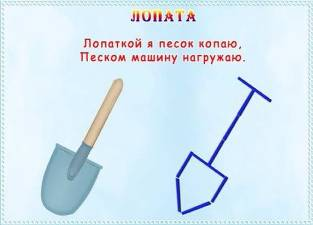 ЛОПАТА
Лопаткой я песок копаю,
Песком машину нагружаю.